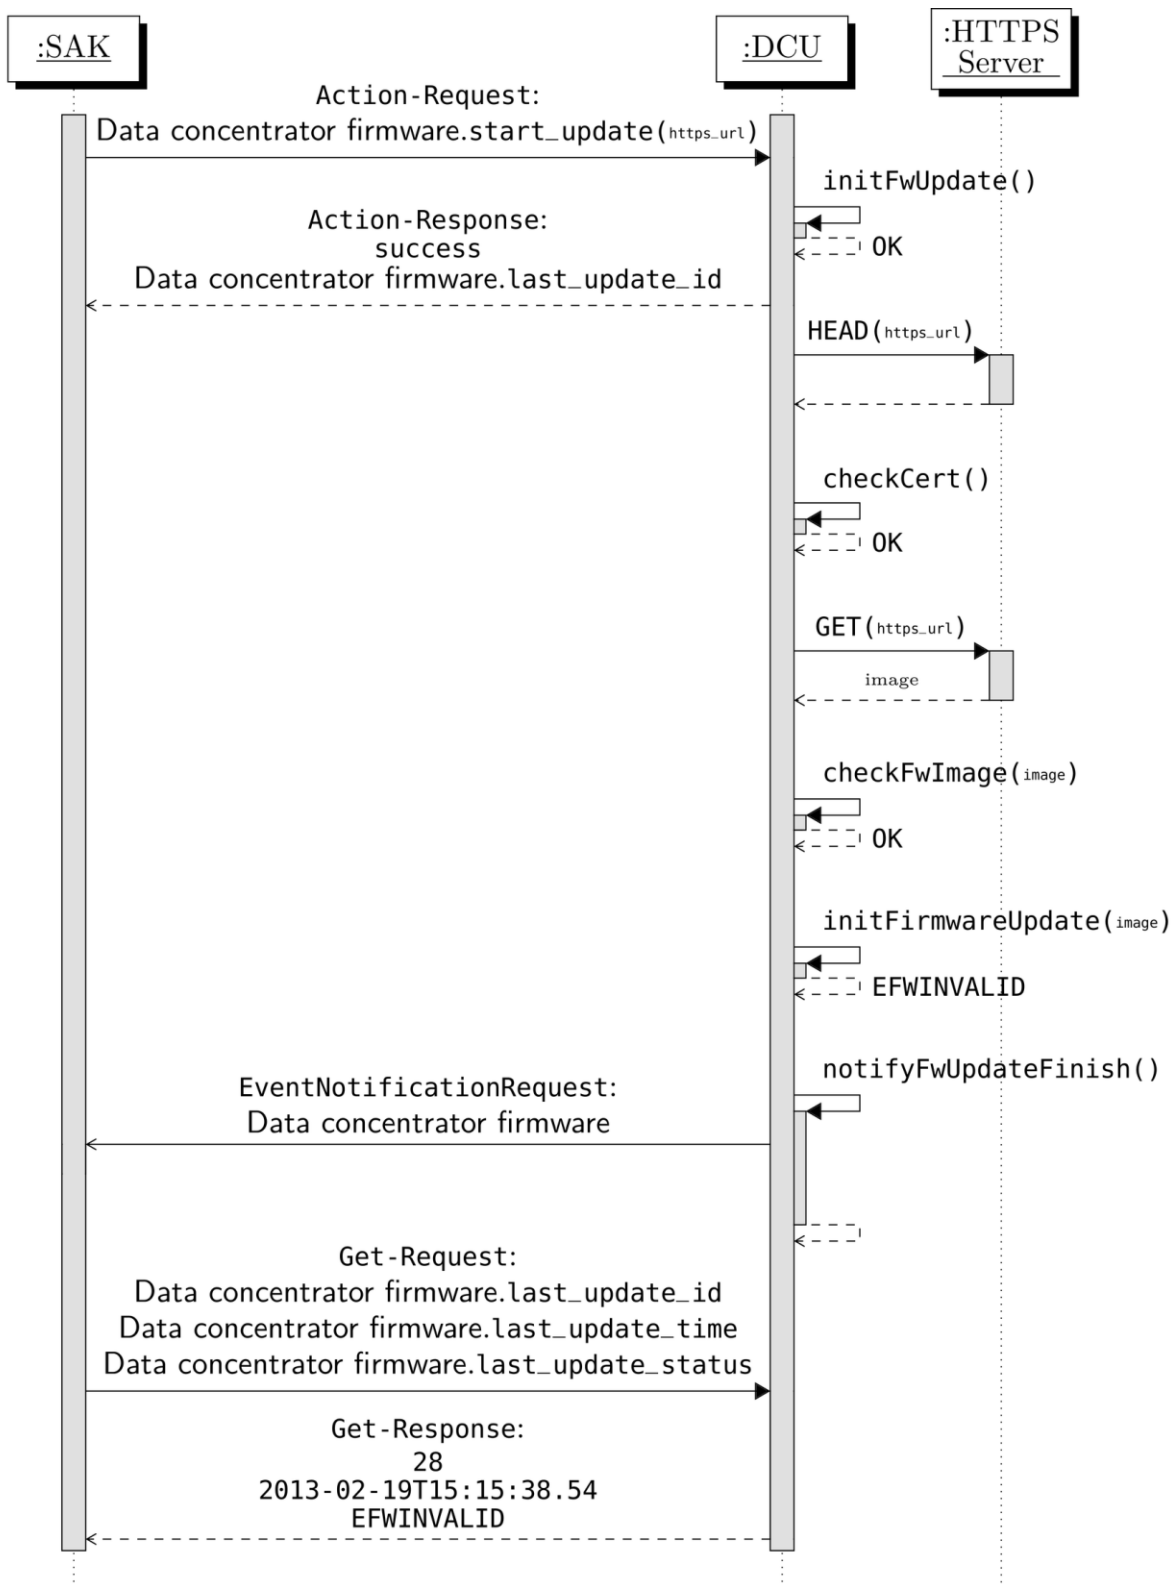 :SAK
:DCU
:HTTPS
Server
Action-Request:
Data concentrator firmware.start_update(https_url)
initFwUpdate()
OK
Action-Response:
success
Data concentrator firmware.last_update_id
HEAD(https_url)
checkCert()
OK
GET(https_url)
image
checkFwImage(image)
OK
initFirmwareUpdate(image)
EFWINVALID
notifyFwUpdateFinish()
EventNotificationRequest:
Data concentrator firmware
Get-Request:
Data concentrator firmware.last_update_id
Data concentrator firmware.last_update_time
Data concentrator firmware.last_update_status
Get-Response:
28
2013-02-19T15:15:38.54
EFWINVALID